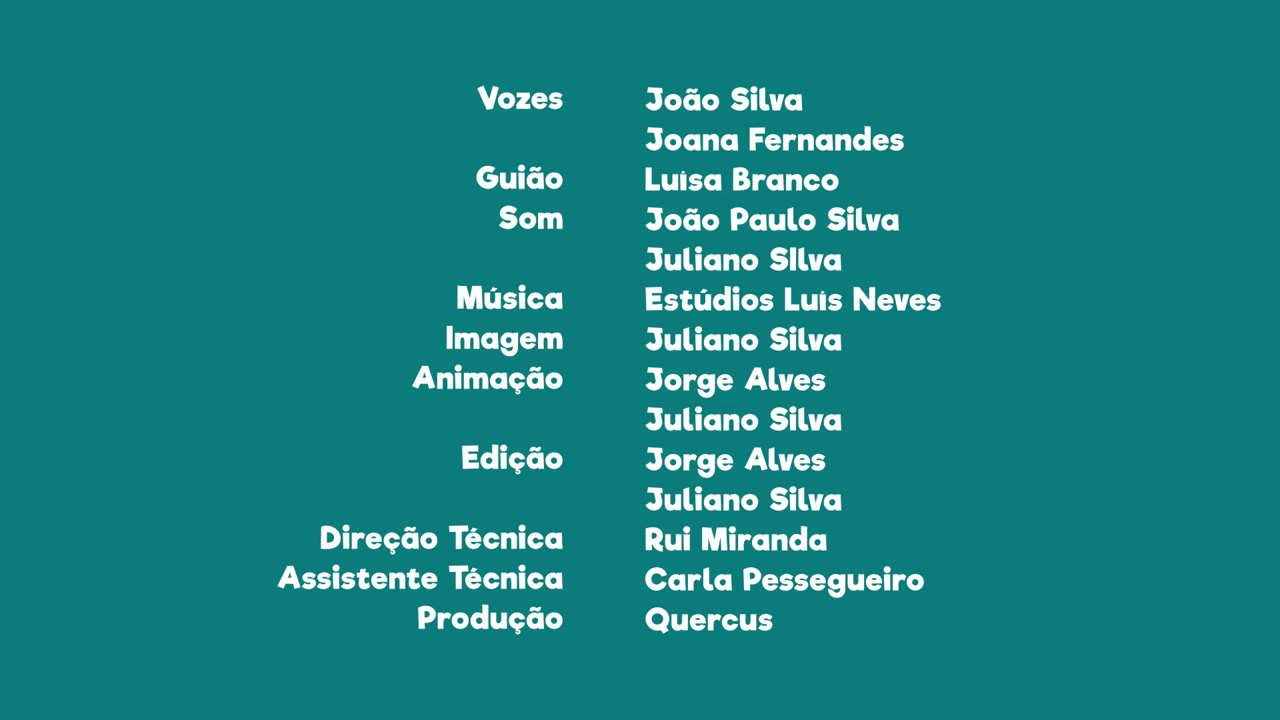 Vozes João Silva
Joana Fernandes
Guião Luísa Branco
Som João Paulo Silva
Juliano SIlva
Música Estúdios Luís Neves
Imagem Juliano Silva
Animação Jorge Alves
Juliano Silva
Edição Jorge Alves
Juliano Silva
Direção Técnica Rui Miranda
Assistente Técnica Carla Pessegueiro
Produção Quercus